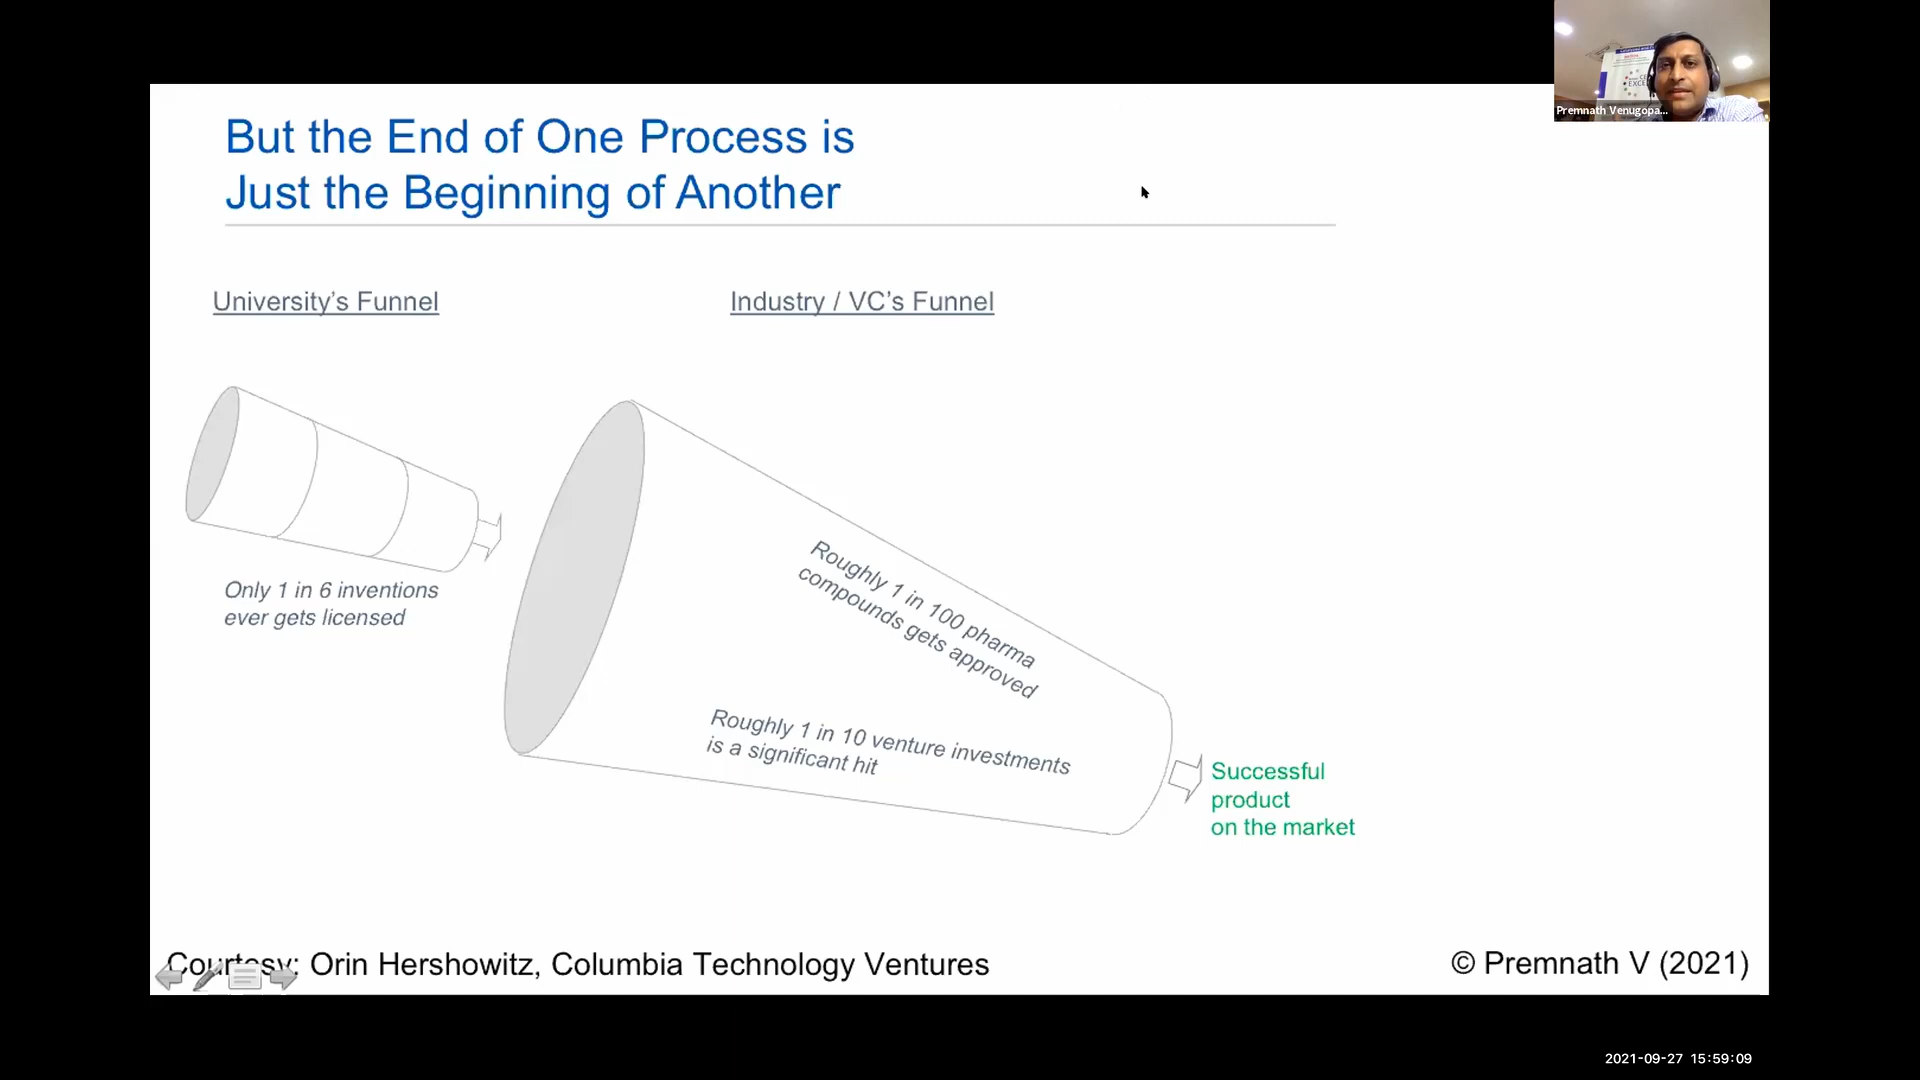 Premnath Venugopa...
But the End of One Process is
Just the Beginning of Another
University's Funnel
Industry / VC's Funnel
Only 1 in 6 inventions
ever gets licensed
Roughly 1 in 100 pharma
compounds gets approved
Roughly 1 in 10 venture investments
is a significant hit
Successful
product
on the market
Courtesy: Orin Hershowitz, Columbia Technology Ventures
© Premnath V (2021)
2021-09-27 15:59:09